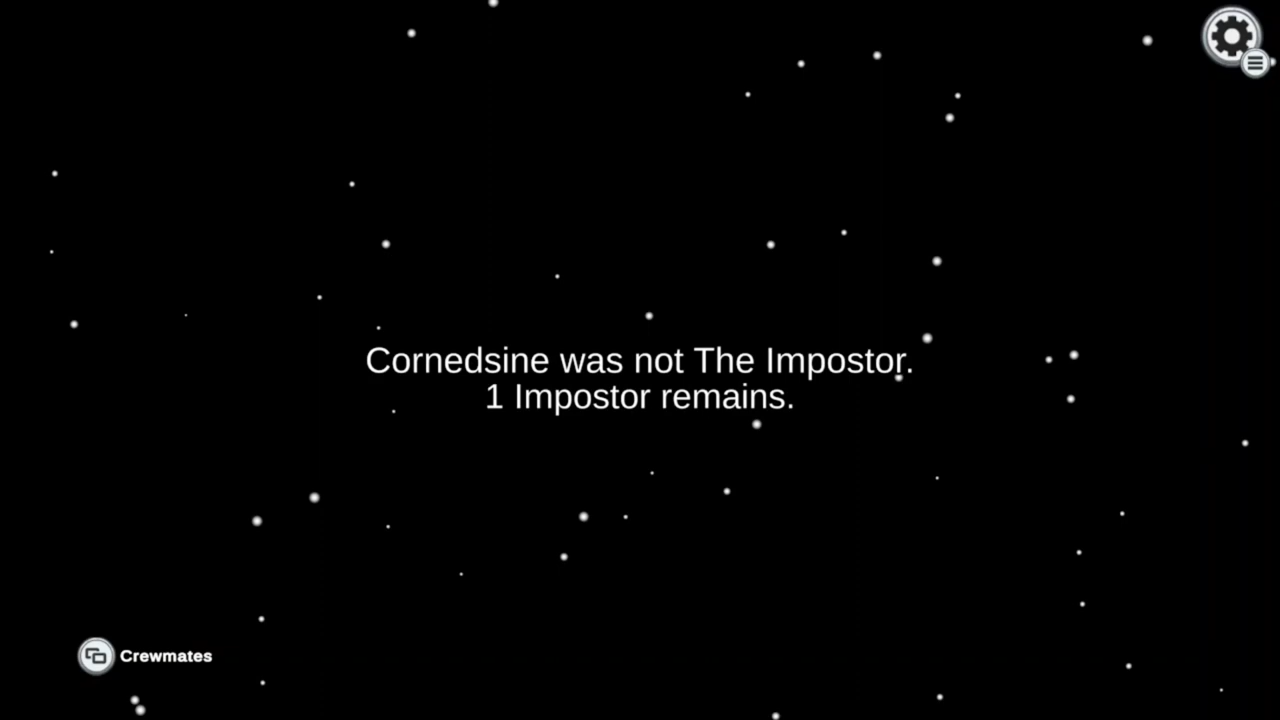 Cornedsine was not The Impostor.
1 Impostor remains.
Crewmates